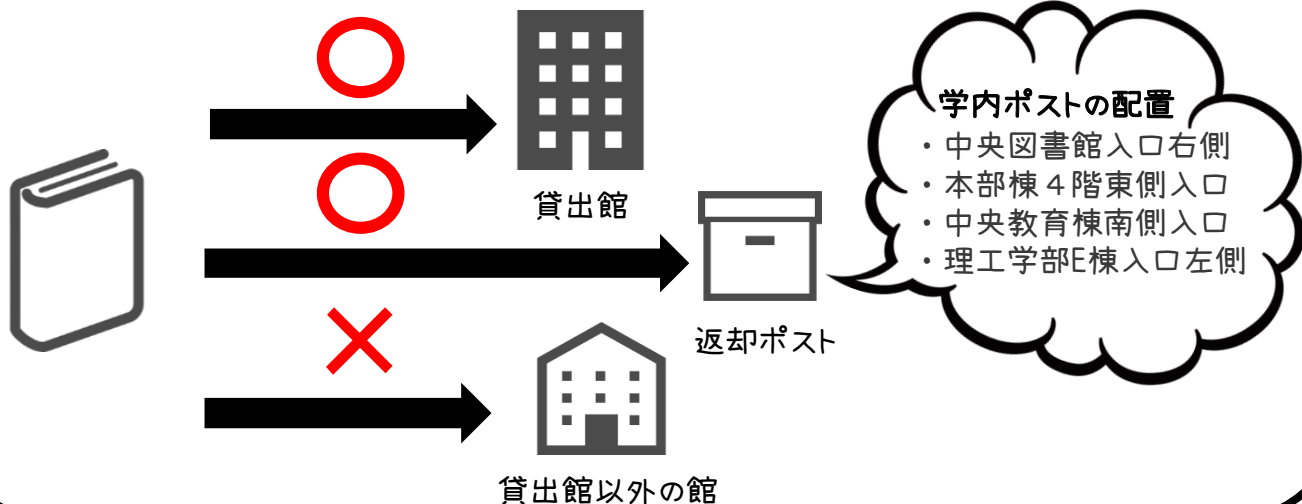 貸出館
返却ポスト
貸出館以外の館
学内ポストの配置
・中央図書館入口右側
・本部棟４階東側入口
・中央教育棟南側入口
・理工学部E棟入口左側